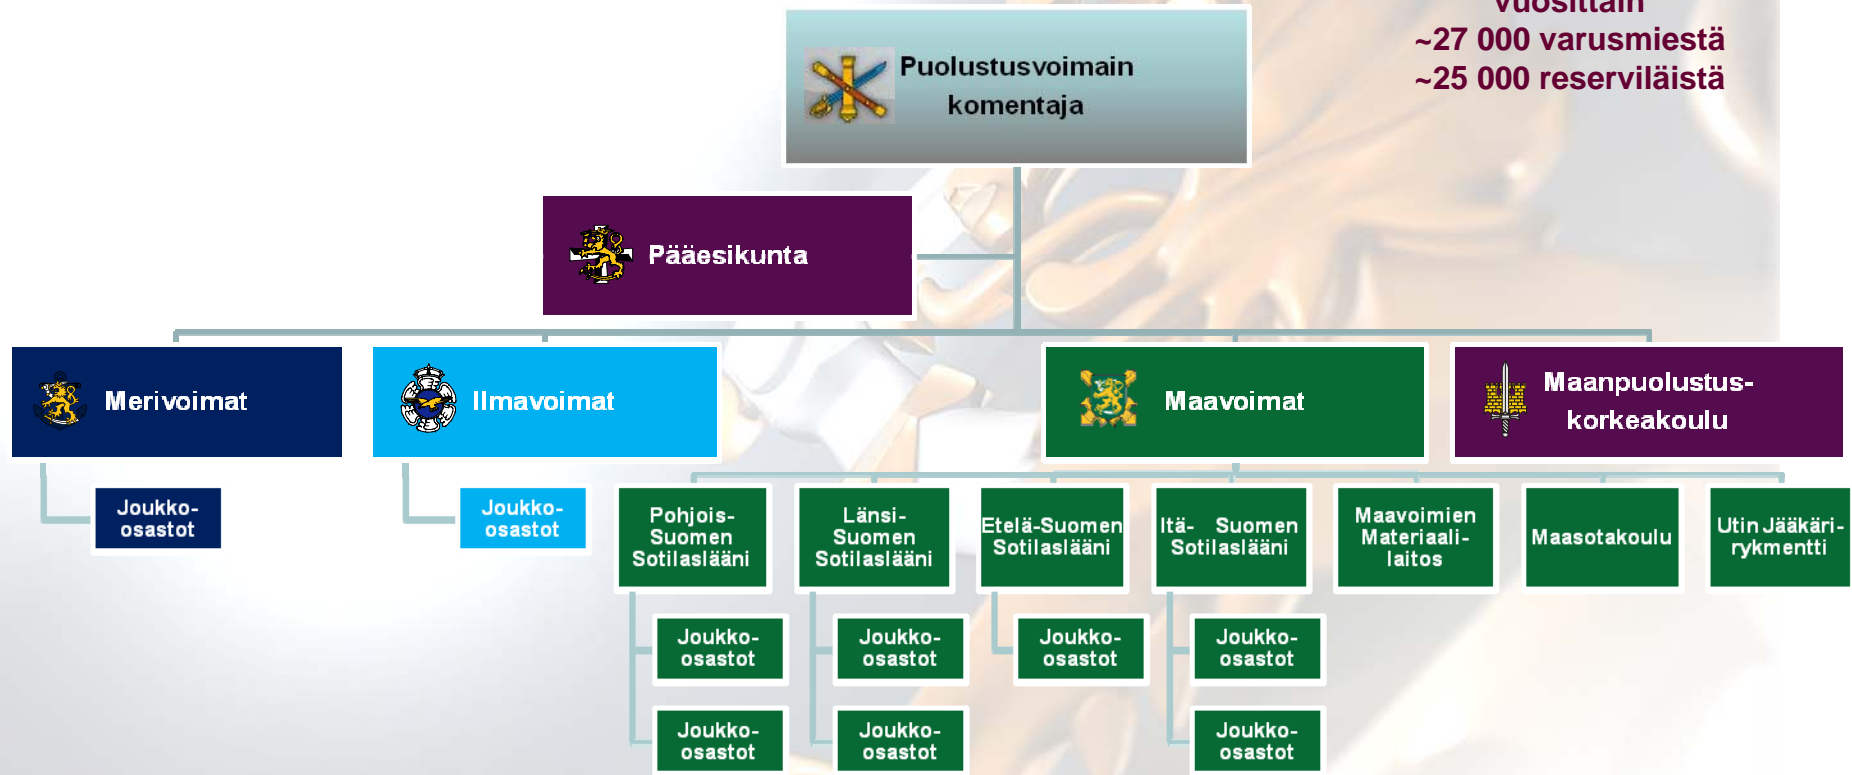 vuosittain
~27 000 varusmiestä
~25 000 reserviläistä
Puolustusvoimain
komentaja
Pääesikunta
Merivoimat
Ilmavoimat
Maavoimat
Maanpuolustus-
korkeakoulu
Joukko-
osastot
Joukko-
osastot
Pohjois-
Suomen
Sotilaslääni
Länsi-
Suomen
Sotilaslääni
Etelä-Suomen
Sotilaslääni
Itä- Suomen
Sotilaslääni
Maavoimien
Materiaali-
laitos
Maasotakoulu
Utin Jääkäri-
rykmentti
Joukko-
osastot
Joukko-
osastot
Joukko-
osastot
Joukko-
osastot
Joukko-
osastot
Joukko-
osastot
Joukko-
osastot